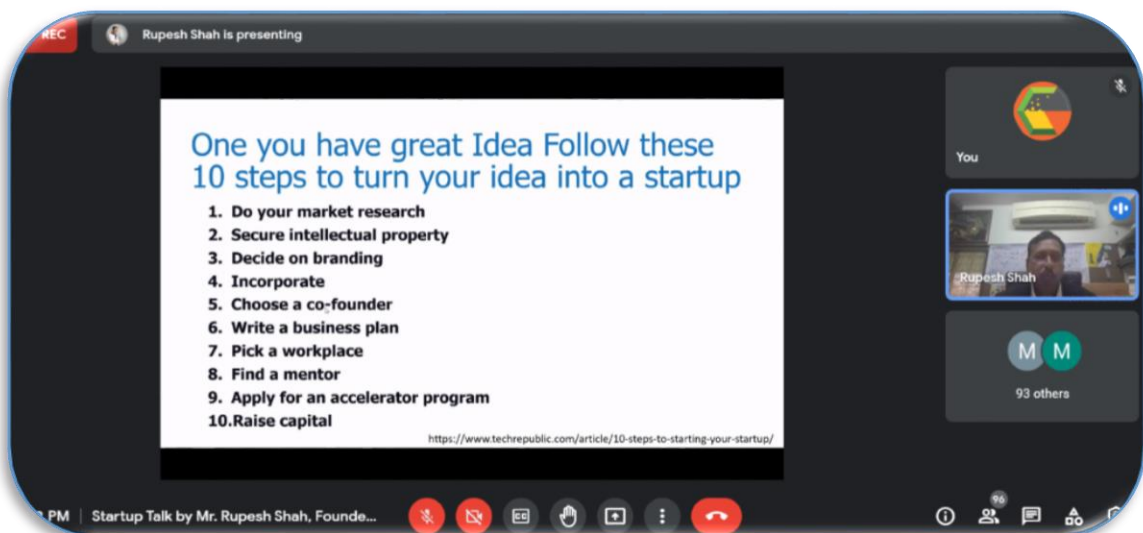 REC
Rupesh Shah is presenting
One you have great Idea Follow these
10 steps to turn your idea into a startup
1. Do your market research
2. Secure intellectual property
3. Decide on branding
4. Incorporate
5. Choose a co-founder
6. Write a business plan
7. Pick a workplace
8. Find a mentor
9. Apply for an accelerator program
10.Raise capital
https://www.techrepublic.com/article/10-steps-to-starting-your-startup/
You
Rupesh Shah
M M
93 others
PM | Startup Talk by Mr. Rupesh Shah, Founde...
CC
96